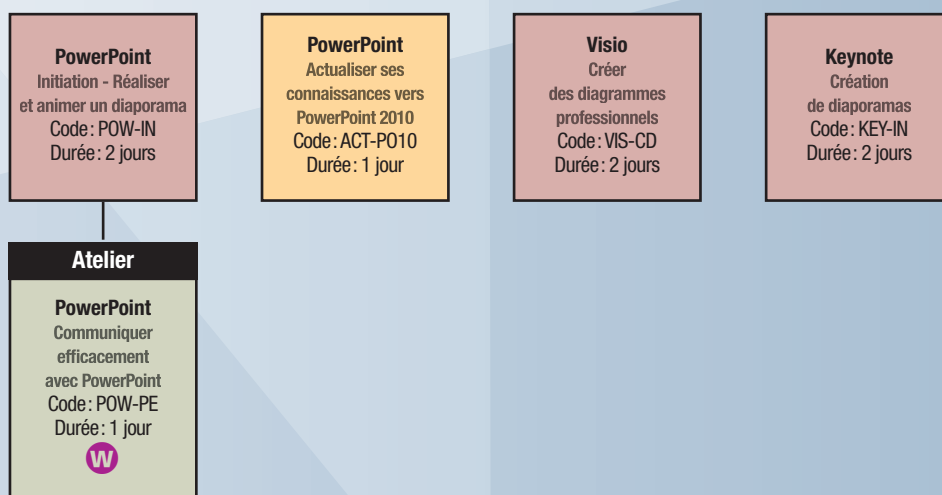 PowerPoint
Initiation - Réaliser
et animer un diaporama
Code : POW-IN
Durée : 2 jours
PowerPoint
Actualiser ses
connaissances vers
PowerPoint 2010
Code : ACT-PO10
Durée : 1 jour
Visio
Créer
des diagrammes
professionnels
Code : VIS-CD
Durée : 2 jours
Keynote
Création
de diaporamas
Code : KEY-IN
Durée : 2 jours
Atelier
PowerPoint
Communiquer
efficacement
avec PowerPoint
Code : POW-PE
Durée : 1 jour
W